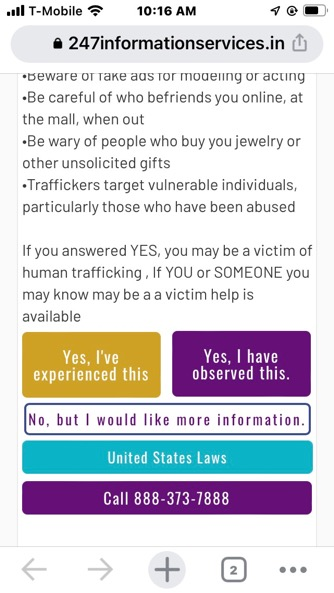 T-Mobile 10:16 AM
247informationservices.in
•Beware of fake ads for modeling or acting
•Be careful of who befriends you online, at
the mall, when out
•Be wary of people who buy you jewelry or
other unsolicited gifts
•Traffickers target vulnerable individuals,
particularly those who have been abused
If you answered YES, you may be a victim of
human trafficking , If YOU or SOMEONE you
may know may be a a victim help is
available
Yes, I've
experienced this
Yes, I have
observed this.
No, but I would like more information.
United States Laws
Call 888-373-7888
2